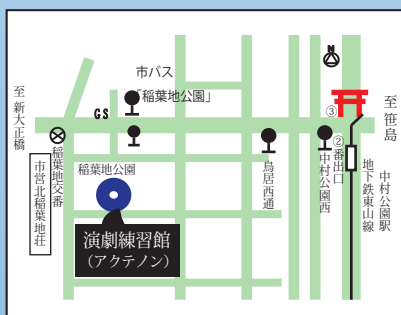 市バス
「稲葉地公園」
N
至 新大正橋
GS
③
至 笹島
稲葉地交番
市営北稲葉地荘
稲葉地公園
鳥居西通
中村公園西
②番出口
地下鉄東山線
中村公園駅
演劇練習館
(アクテノン)